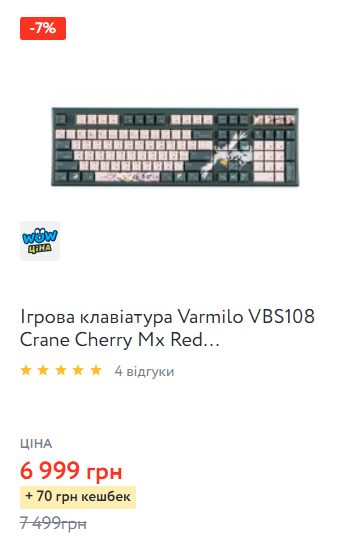 -7%
WOW
ЦІНА
Ігрова клавіатура Varmilo VBS108
Crane Cherry Mx Red...
4 відгуки
ЦІНА
6 999 грн
+ 70 грн кешбек
7 499грн